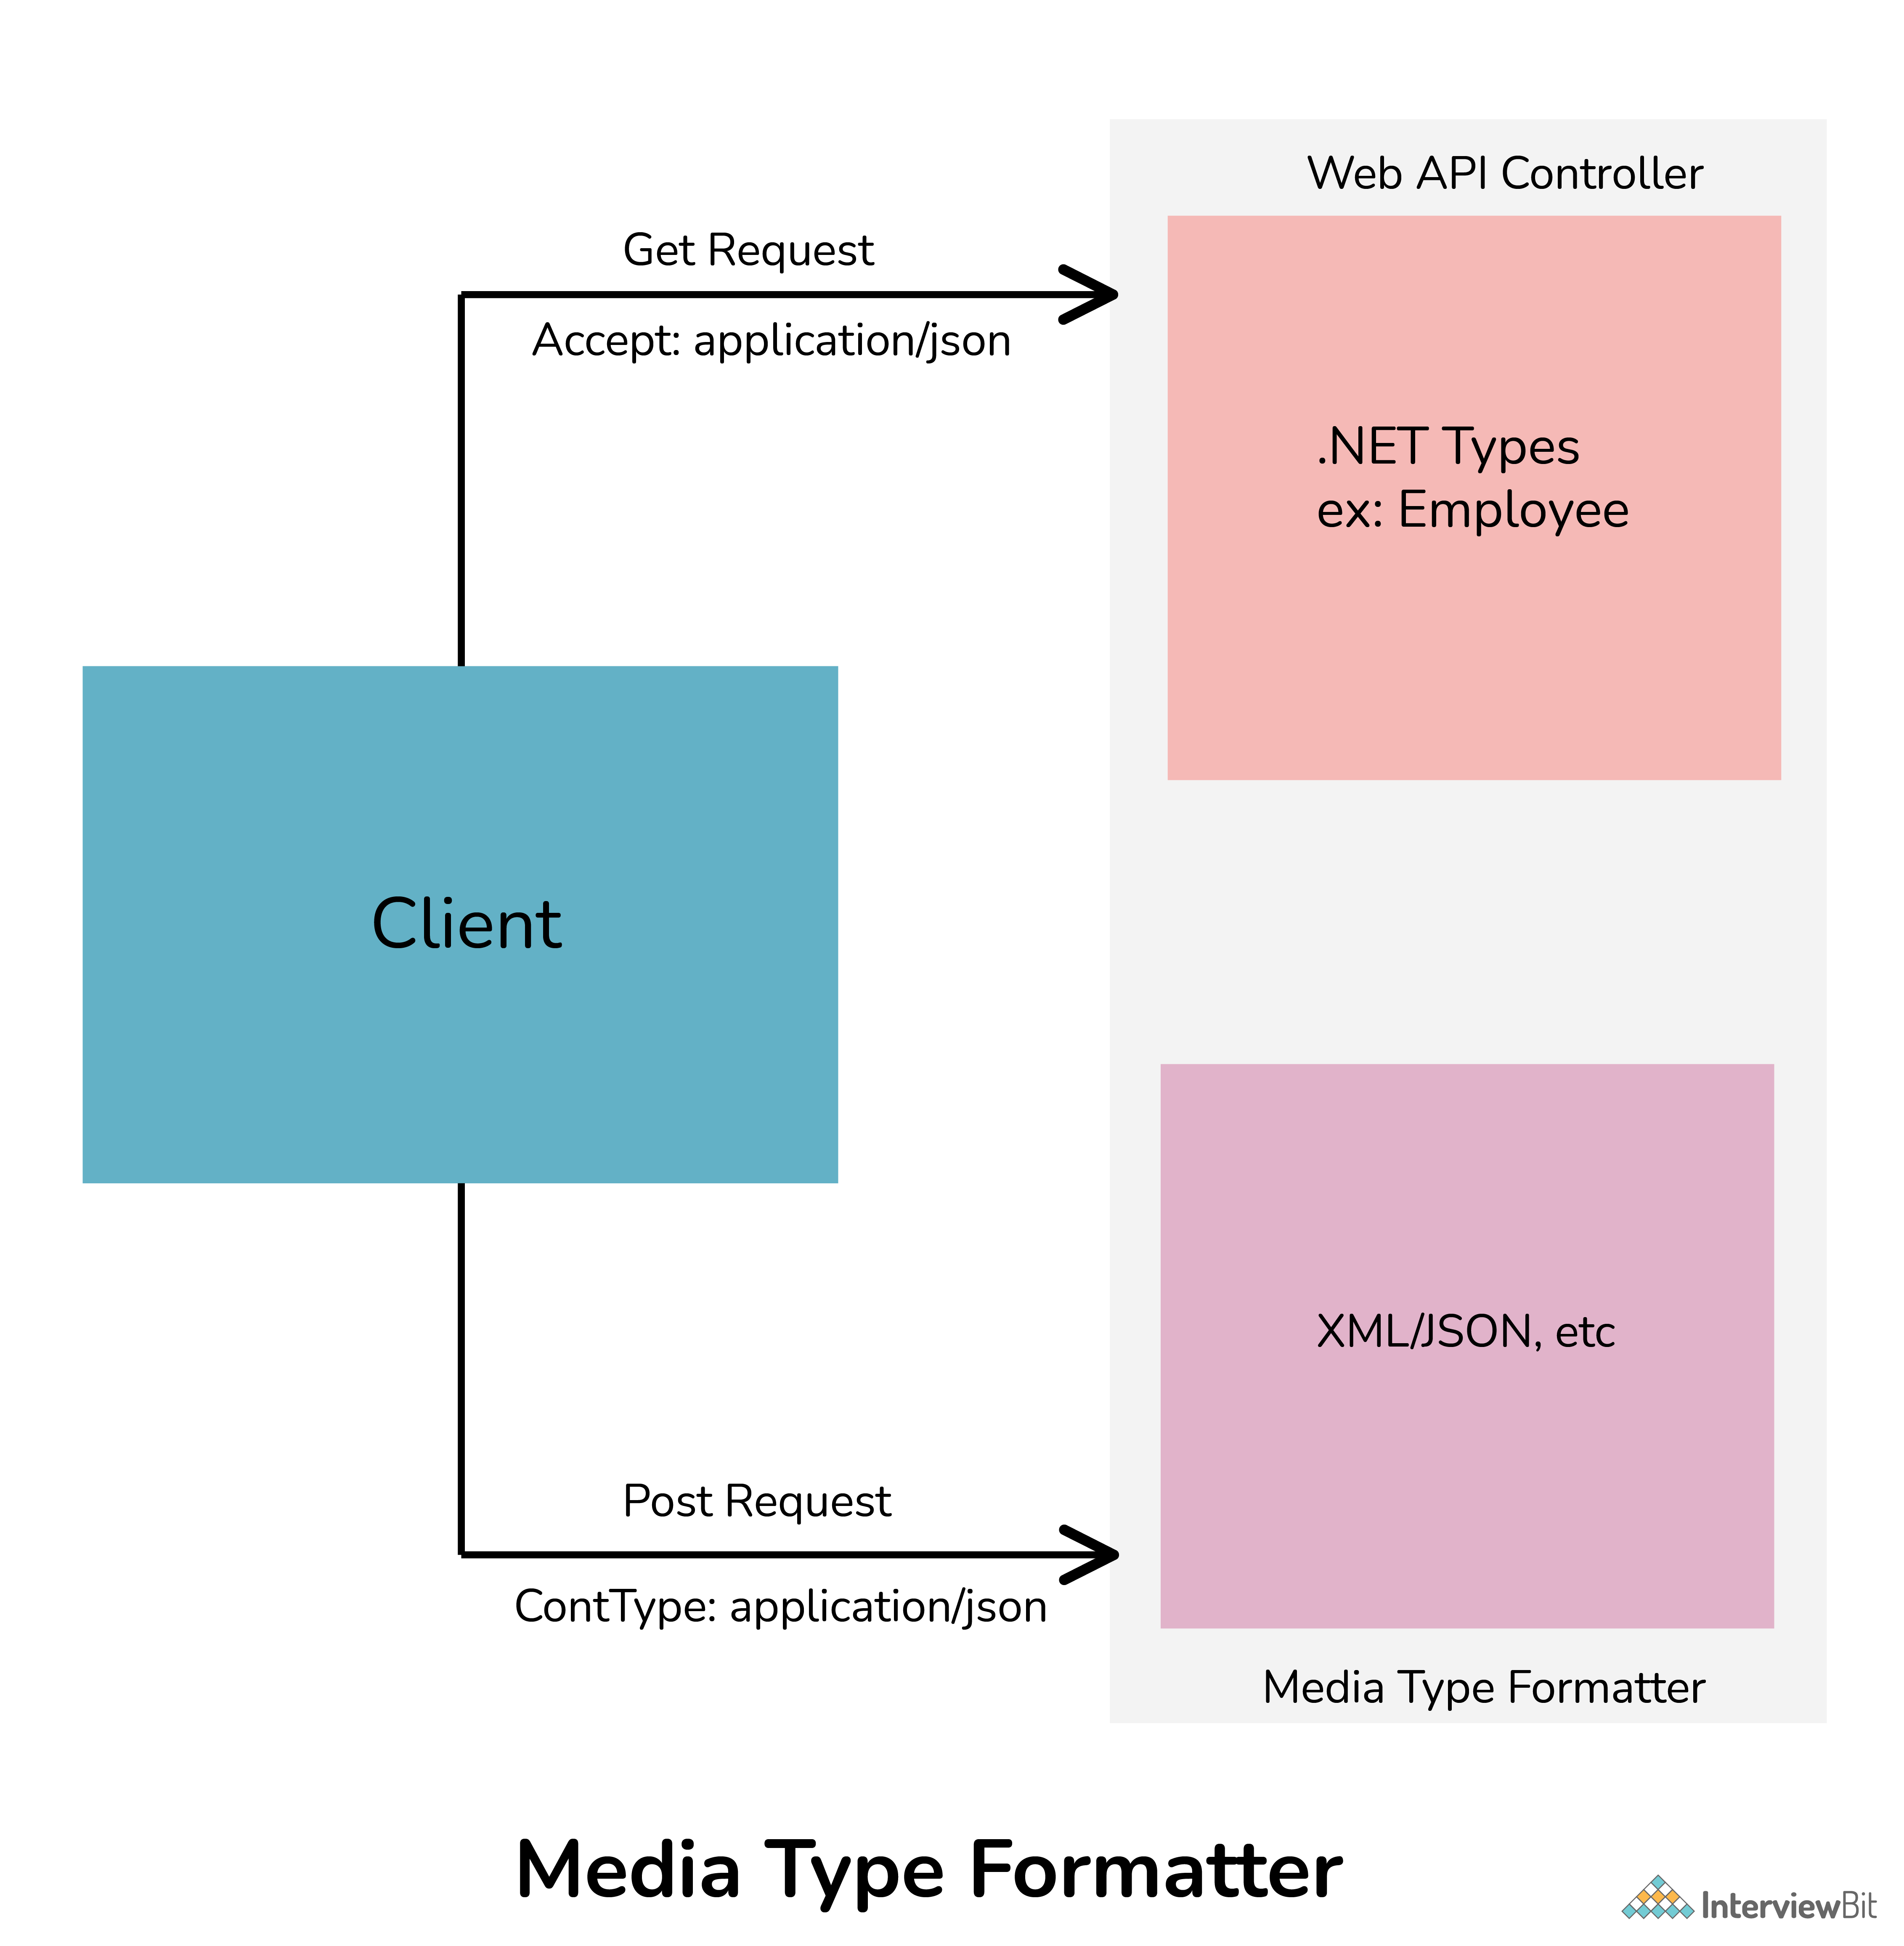 Web API Controller
Get Request
Accept: application/json
.NET Types
ex: Employee
Client
XML/JSON, etc
Post Request
ContType: application/json
Media Type Formatter
Media Type Formatter
InterviewBit